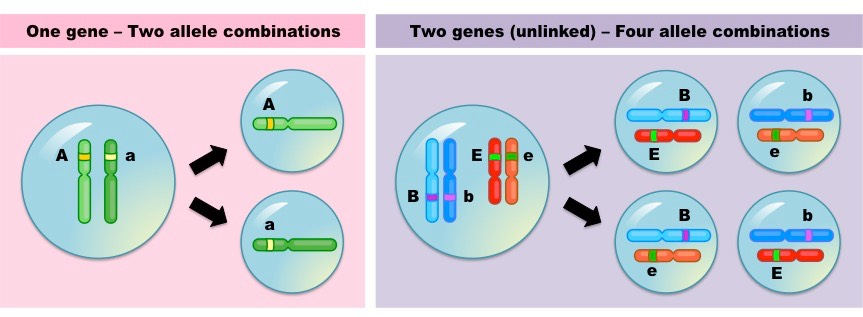 One gene – Two allele combinations
A
a
A
a
Two genes (unlinked) – Four allele combinations
B
b
E
e
B
E
b
e
B
e
b
E